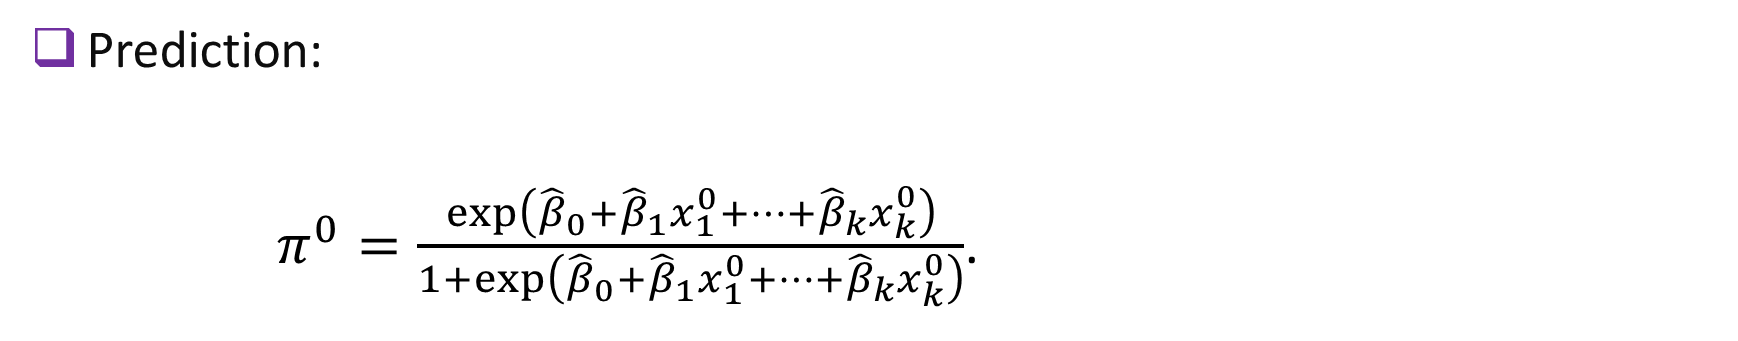 ❑ Prediction:
π⁰ = exp(β̂₀+β̂₁x₁⁰+⋯+β̂ₖxₖ⁰) / 1+exp(β̂₀+β̂₁x₁⁰+⋯+β̂ₖxₖ⁰).